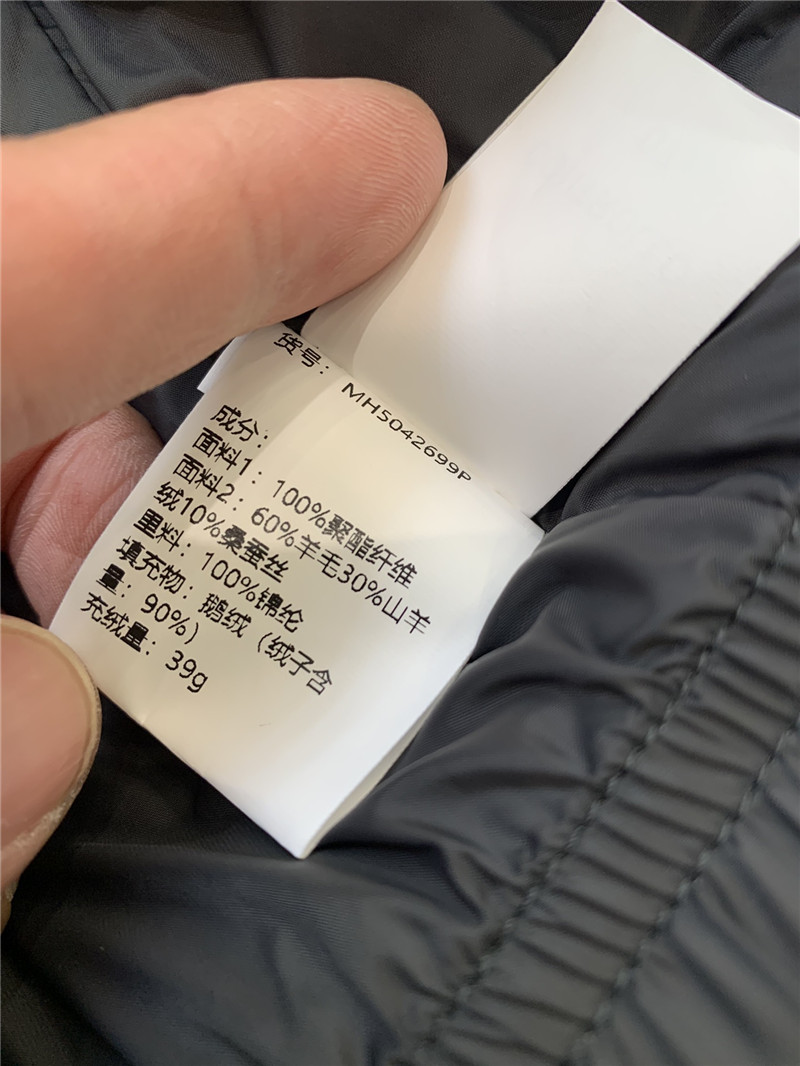 货号：MH5042699P
成分：
面料1：100%聚酯纤维
面料2：60%羊毛30%山羊
绒10%桑蚕丝
里料：100%锦纶
填充物：鹅绒（绒子含
量：90%）
充绒量：39g